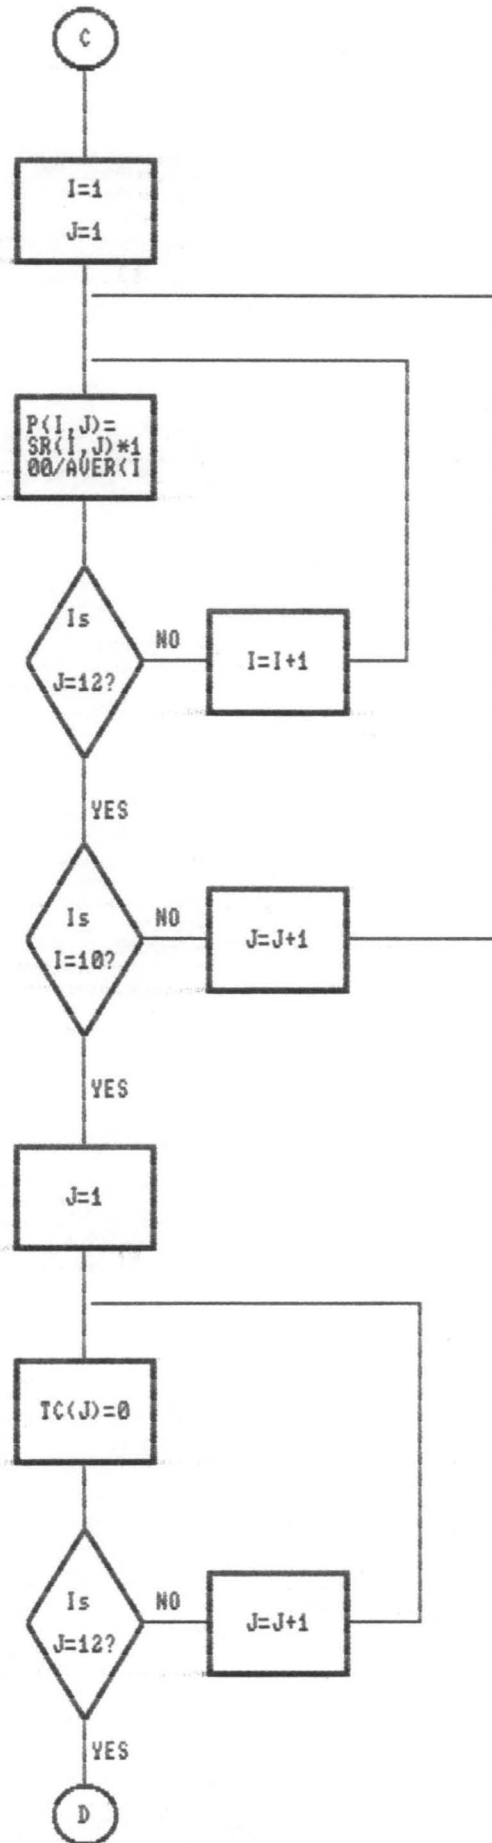 C
I=1
J=1
P(I,J)=
SR(I,J)*1
00/AVER(I
Is
J=12?
NO
I=I+1
YES
Is
I=10?
NO
J=J+1
YES
J=1
TC(J)=0
Is
J=12?
NO
J=J+1
YES
D